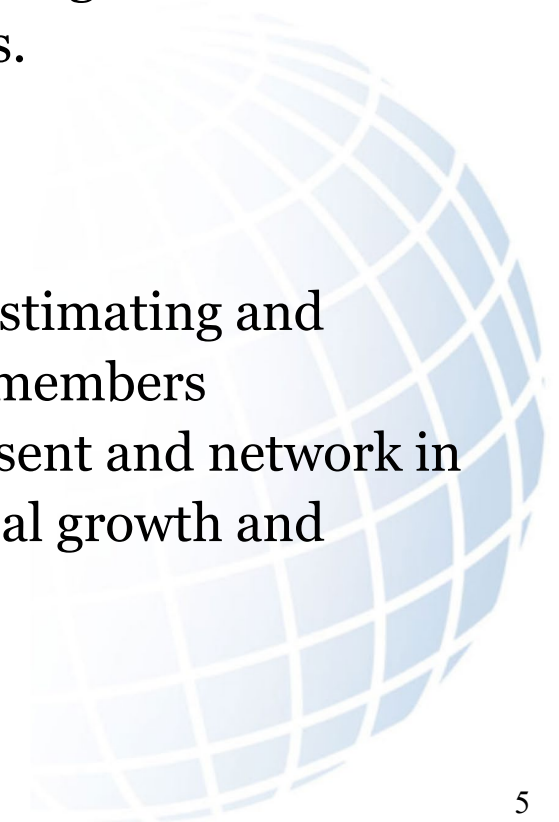 s.
stimating and
members
sent and network in
al growth and
5